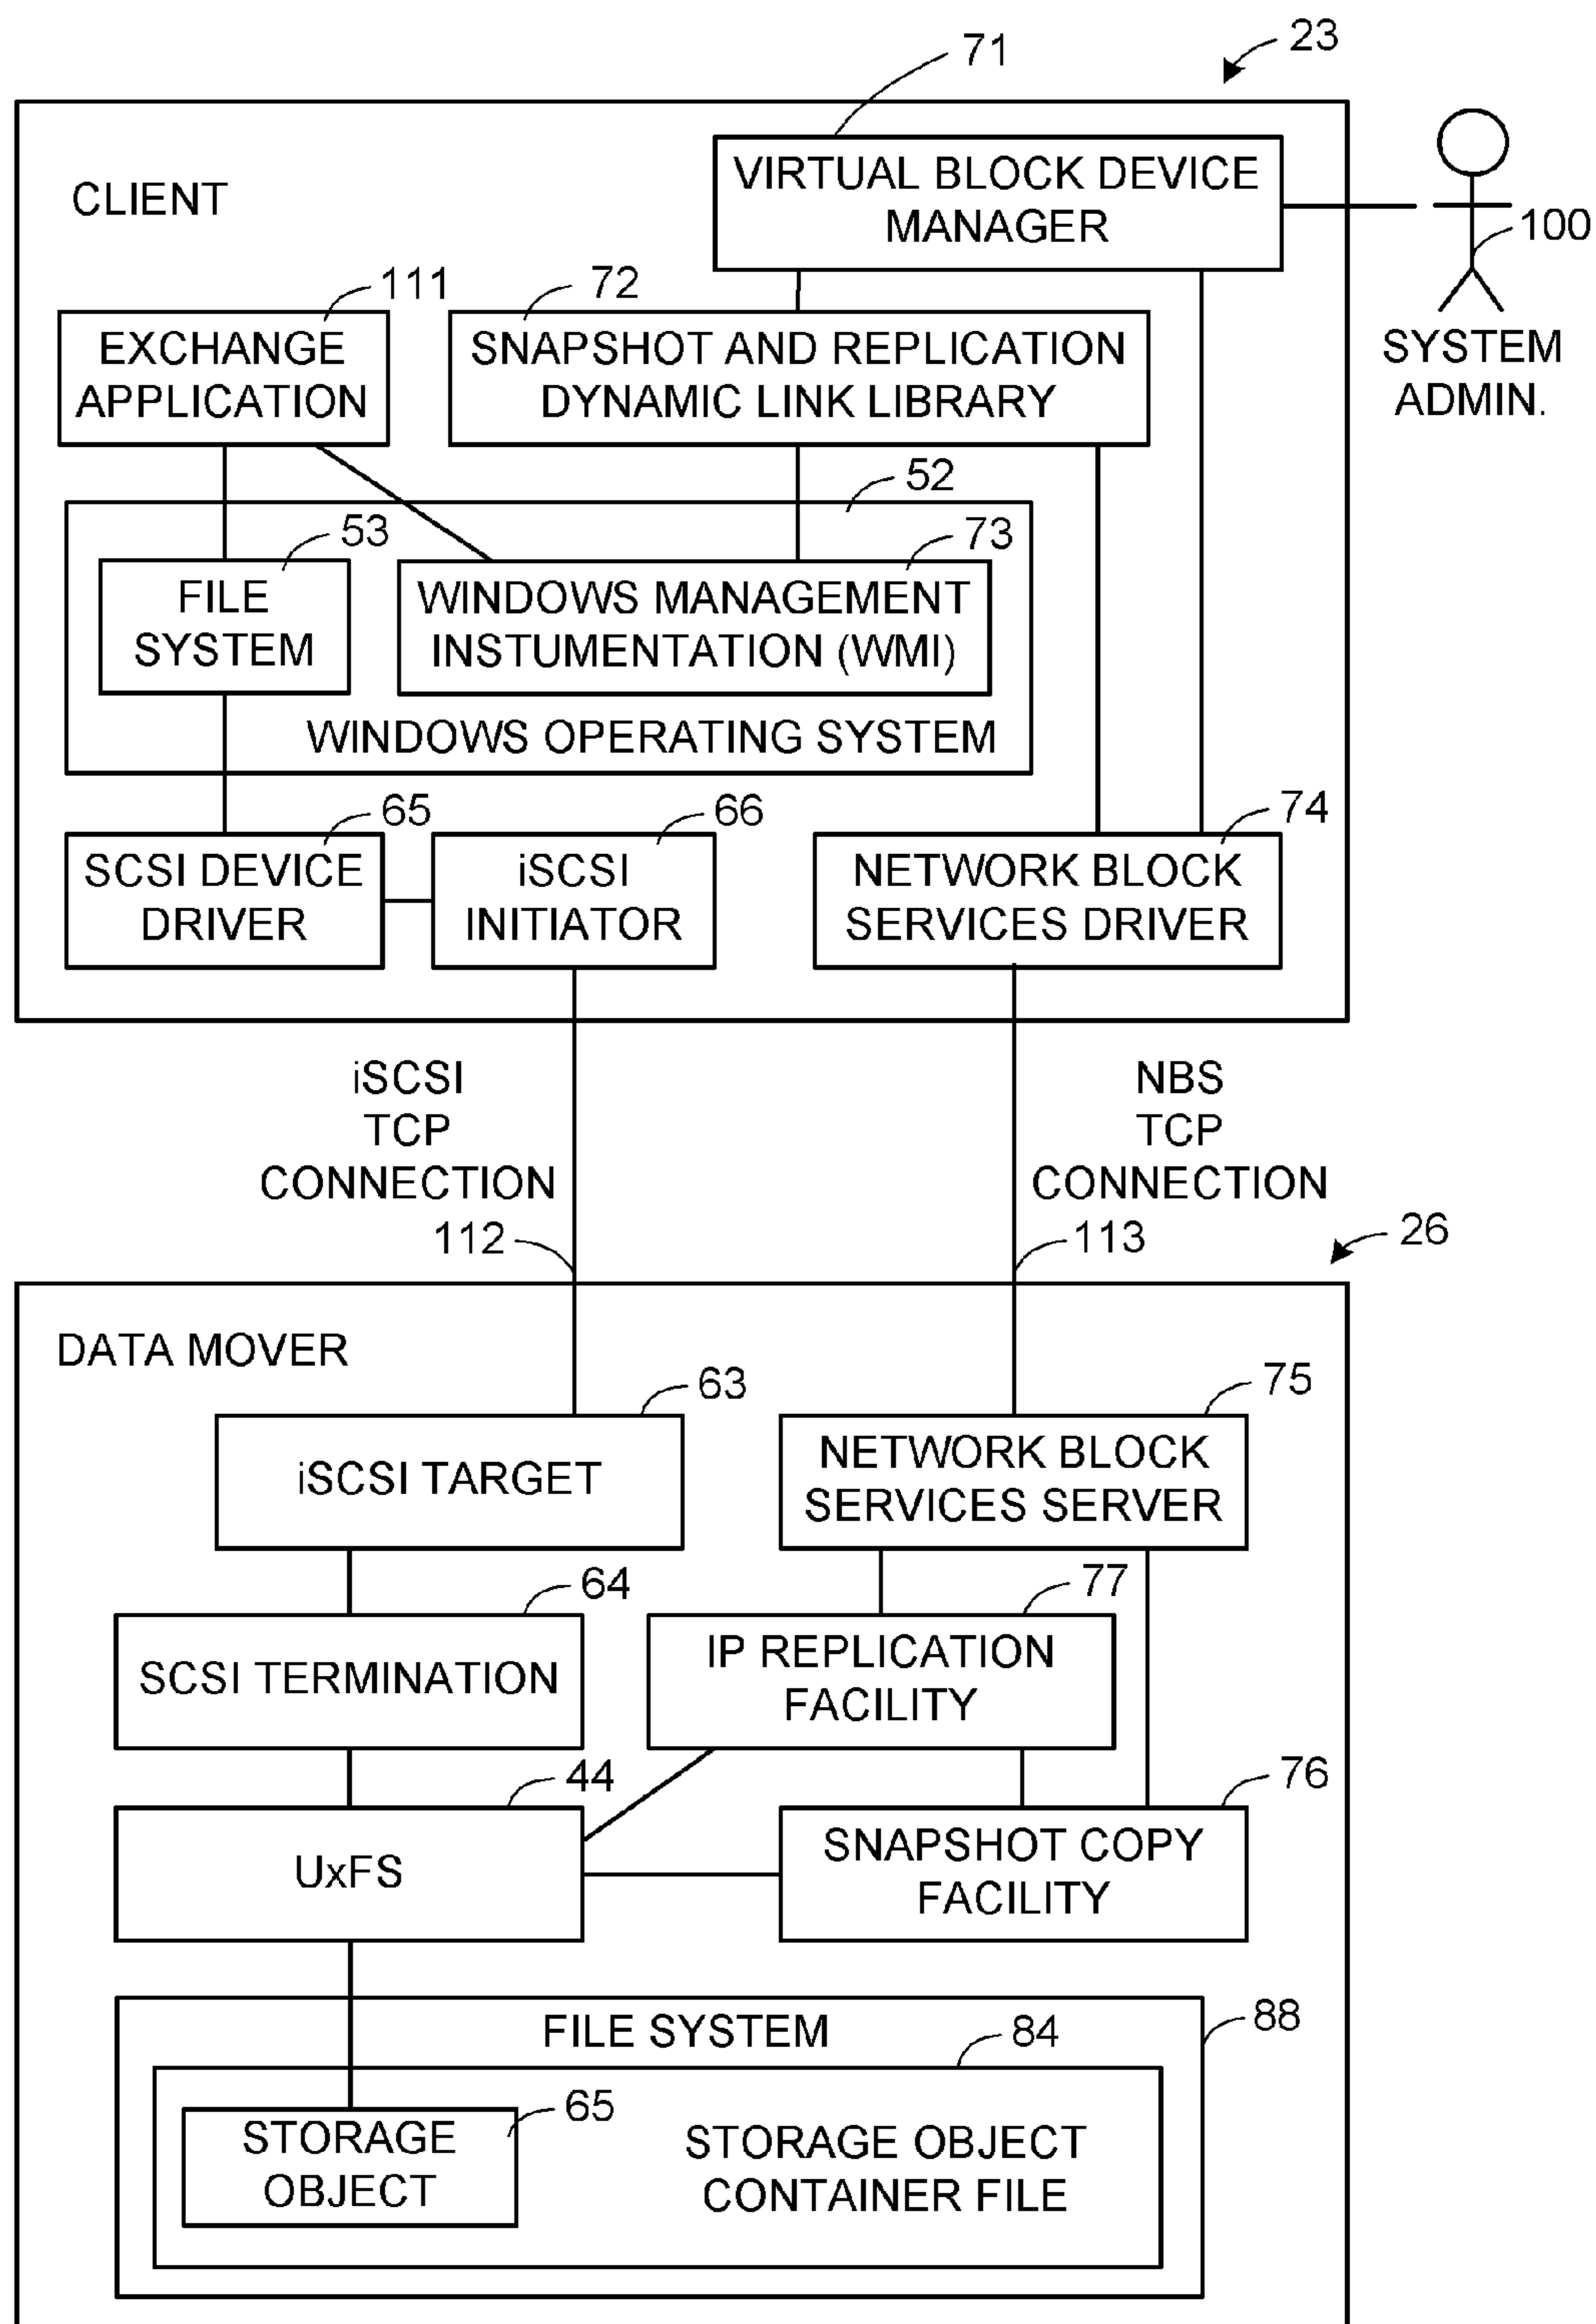 23
71
VIRTUAL BLOCK DEVICE
MANAGER
CLIENT
100
SYSTEM
ADMIN.
111
EXCHANGE
APPLICATION
72
SNAPSHOT AND REPLICATION
DYNAMIC LINK LIBRARY
52
53
FILE
SYSTEM
73
WINDOWS MANAGEMENT
INSTUMENTATION (WMI)
WINDOWS OPERATING SYSTEM
65
SCSI DEVICE
DRIVER
66
iSCSI
INITIATOR
74
NETWORK BLOCK
SERVICES DRIVER
iSCSI
TCP
CONNECTION
112
NBS
TCP
CONNECTION
113
26
DATA MOVER
63
iSCSI TARGET
75
NETWORK BLOCK
SERVICES SERVER
64
SCSI TERMINATION
77
IP REPLICATION
FACILITY
44
UxFS
76
SNAPSHOT COPY
FACILITY
FILE SYSTEM
88
84
65
STORAGE
OBJECT
STORAGE OBJECT
CONTAINER FILE